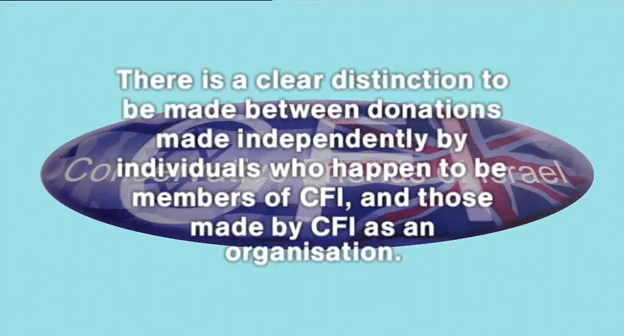 There is a clear distinction to
be made between donations
made independently by
individuals who happen to be
members of CFI, and those
made by CFI as an
organisation.
rael